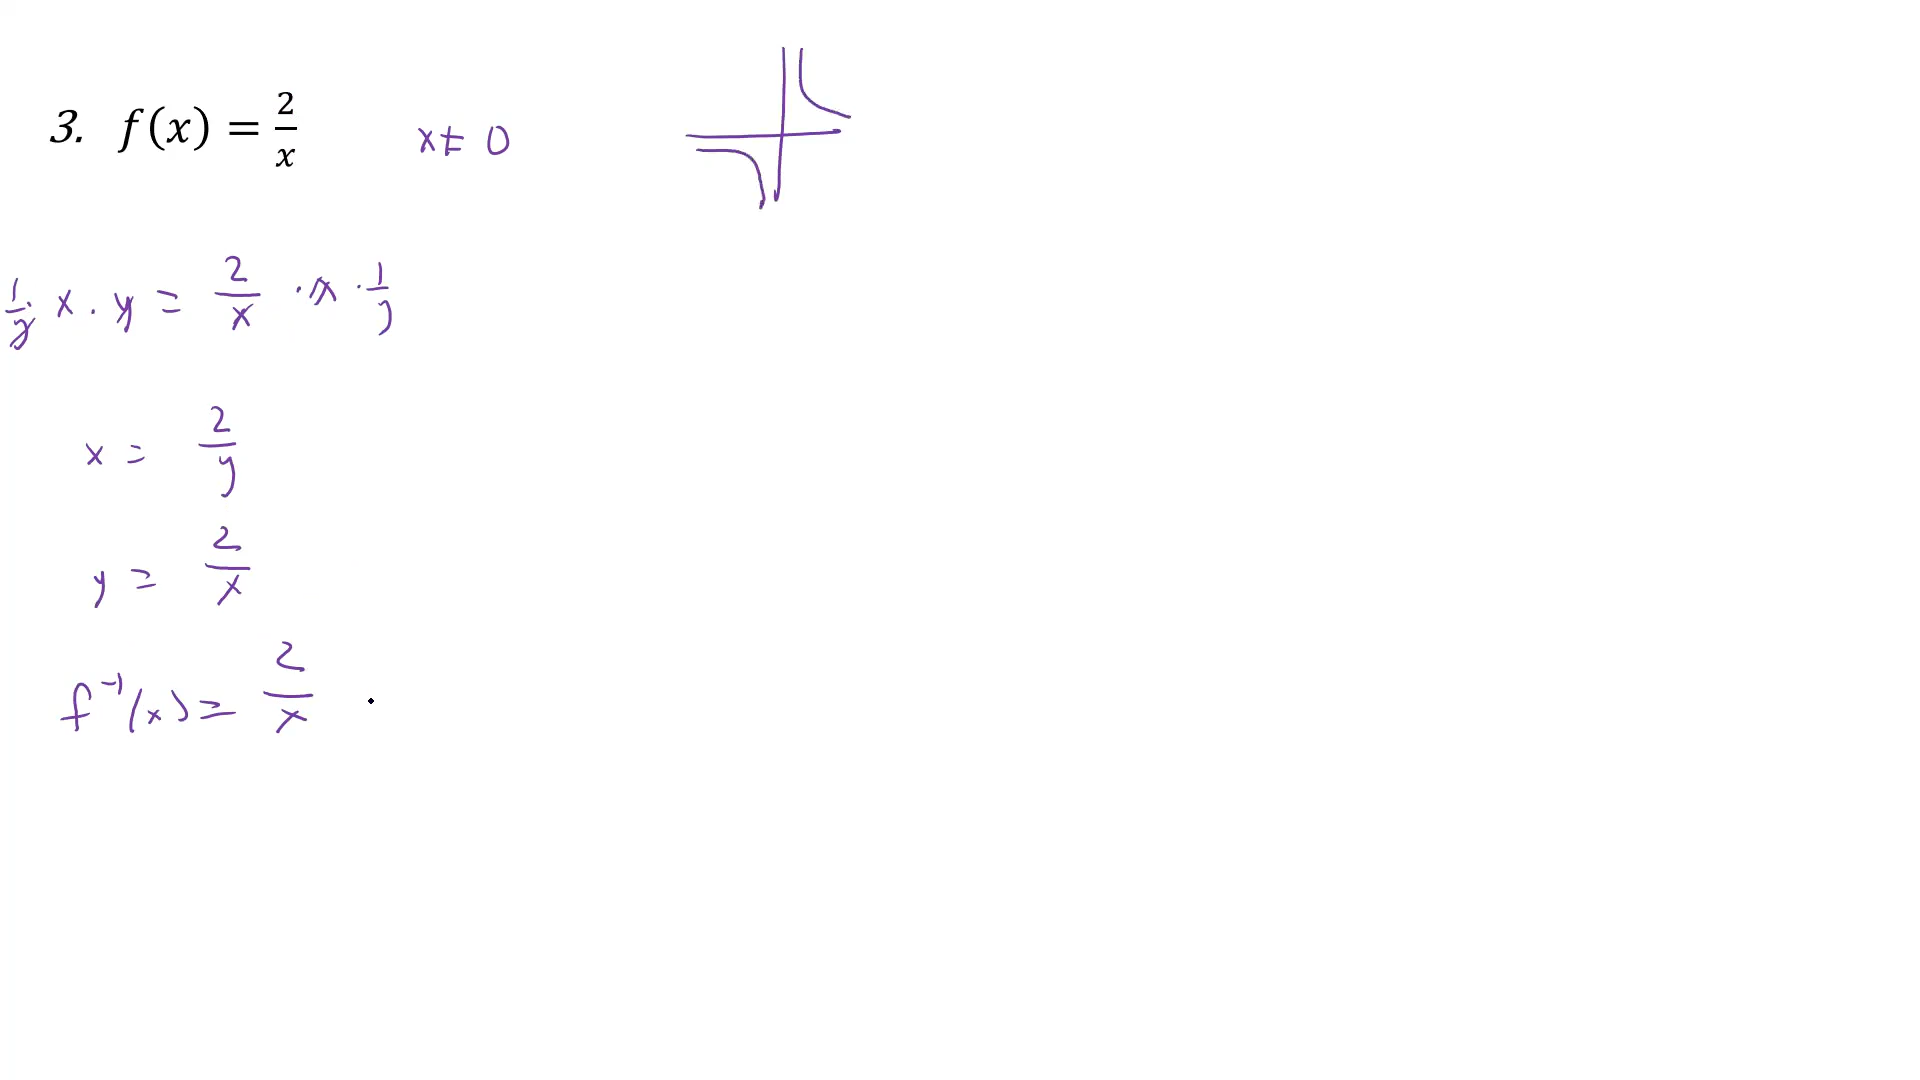 3. f(x) = 2/x    x ≠ 0
1/y x · y = 2/x · x · 1/y
x = 2/y
y = 2/x
f⁻¹(x) = 2/x